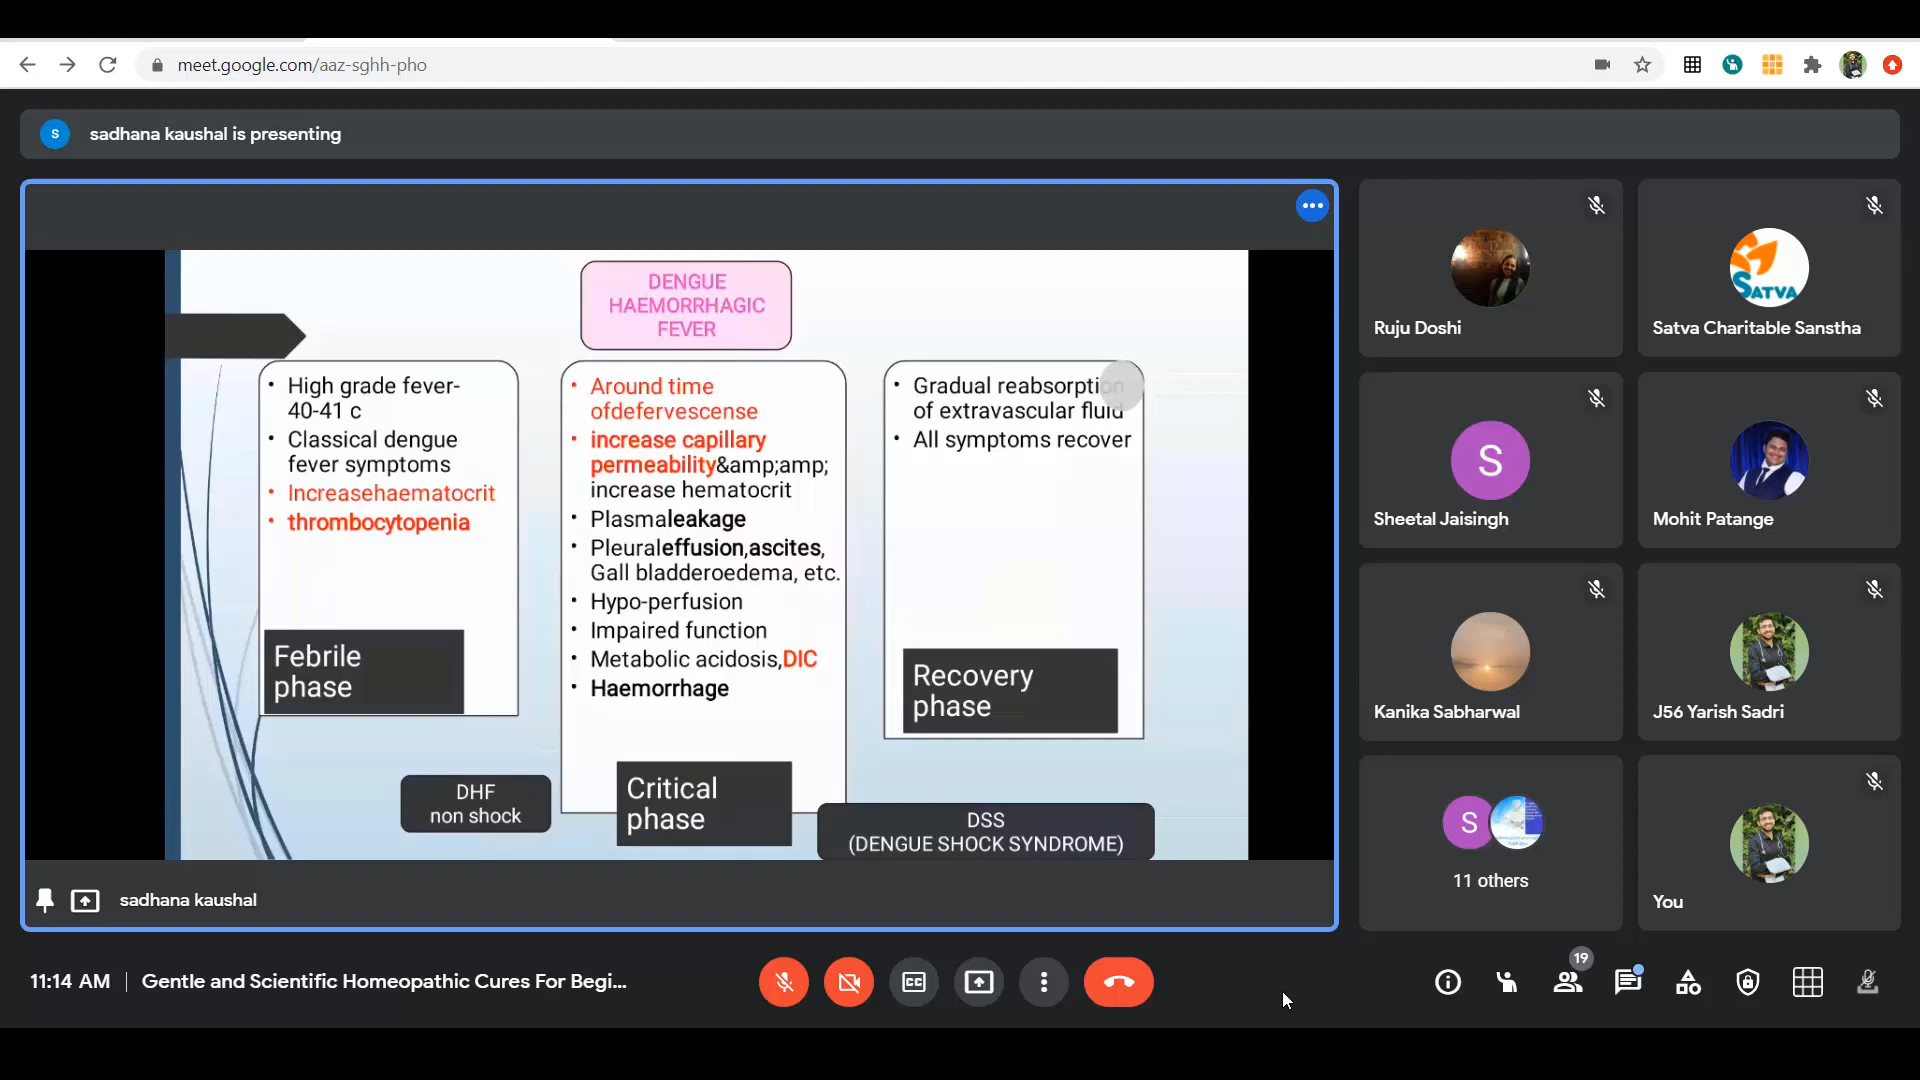 meet.google.com/aaz-sghh-pho
S
sadhana kaushal is presenting
DENGUE
HAEMORRHAGIC
FEVER
• High grade fever-
40-41 c
• Classical dengue
fever symptoms
• Increasehaematocrit
• thrombocytopenia
Febrile
phase
• Around time
ofdefervescense
• increase capillary
permeability&amp;amp;
increase hematocrit
• Plasmaleakage
• Pleuraleffusion,ascites,
Gall bladderoedema, etc.
• Hypo-perfusion
• Impaired function
• Metabolic acidosis,DIC
• Haemorrhage
Critical
phase
• Gradual reabsorption
of extravascular fluid
• All symptoms recover
Recovery
phase
DHF
non shock
DSS
(DENGUE SHOCK SYNDROME)
sadhana kaushal
Ruju Doshi
SATVA
Satva Charitable Sanstha
S
Sheetal Jaisingh
Mohit Patange
Kanika Sabharwal
J56 Yarish Sadri
S
11 others
You
11:14 AM | Gentle and Scientific Homeopathic Cures For Begi...
CC
19